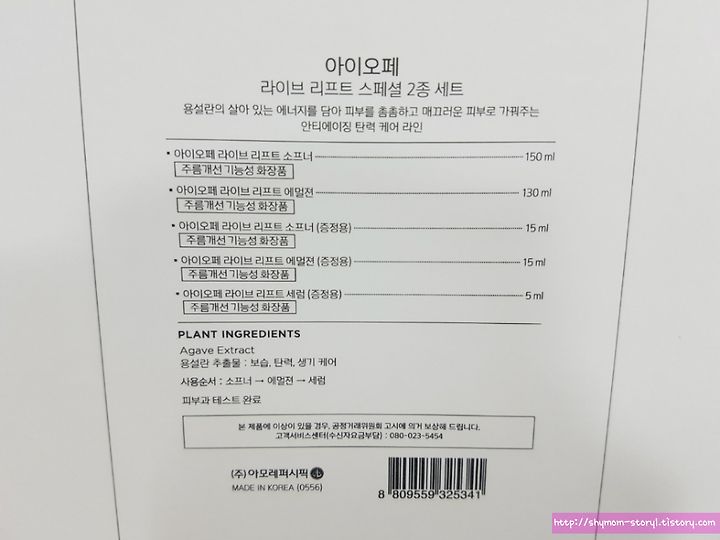 아이오페
라이브 리프트 스페셜 2종 세트
용설란의 살아 있는 에너지를 담아 피부를 촘촘하고 매끄러운 피부로 가꿔주는
안티에이징 탄력 케어 라인
• 아이오페 라이브 리프트 소프너 150 ml
주름개선 기능성 화장품
• 아이오페 라이브 리프트 에멀젼 130 ml
주름개선 기능성 화장품
• 아이오페 라이브 리프트 소프너 (증정용) 15 ml
주름개선 기능성 화장품
• 아이오페 라이브 리프트 에멀젼 (증정용) 15 ml
주름개선 기능성 화장품
• 아이오페 라이브 리프트 세럼 (증정용) 5 ml
주름개선 기능성 화장품
PLANT INGREDIENTS
Agave Extract
용설란 추출물 : 보습, 탄력, 생기 케어
사용순서 : 소프너 → 에멀젼 → 세럼
피부과 테스트 완료
본 제품에 이상이 있을 경우, 공정거래위원회 고시에 의거 보상해 드립니다.
고객서비스센터(수신자요금부담) : 080-023-5454
(주)아모레퍼시픽
MADE IN KOREA (0556)
8 809559 325341
http://shymom-story1.tistory.com